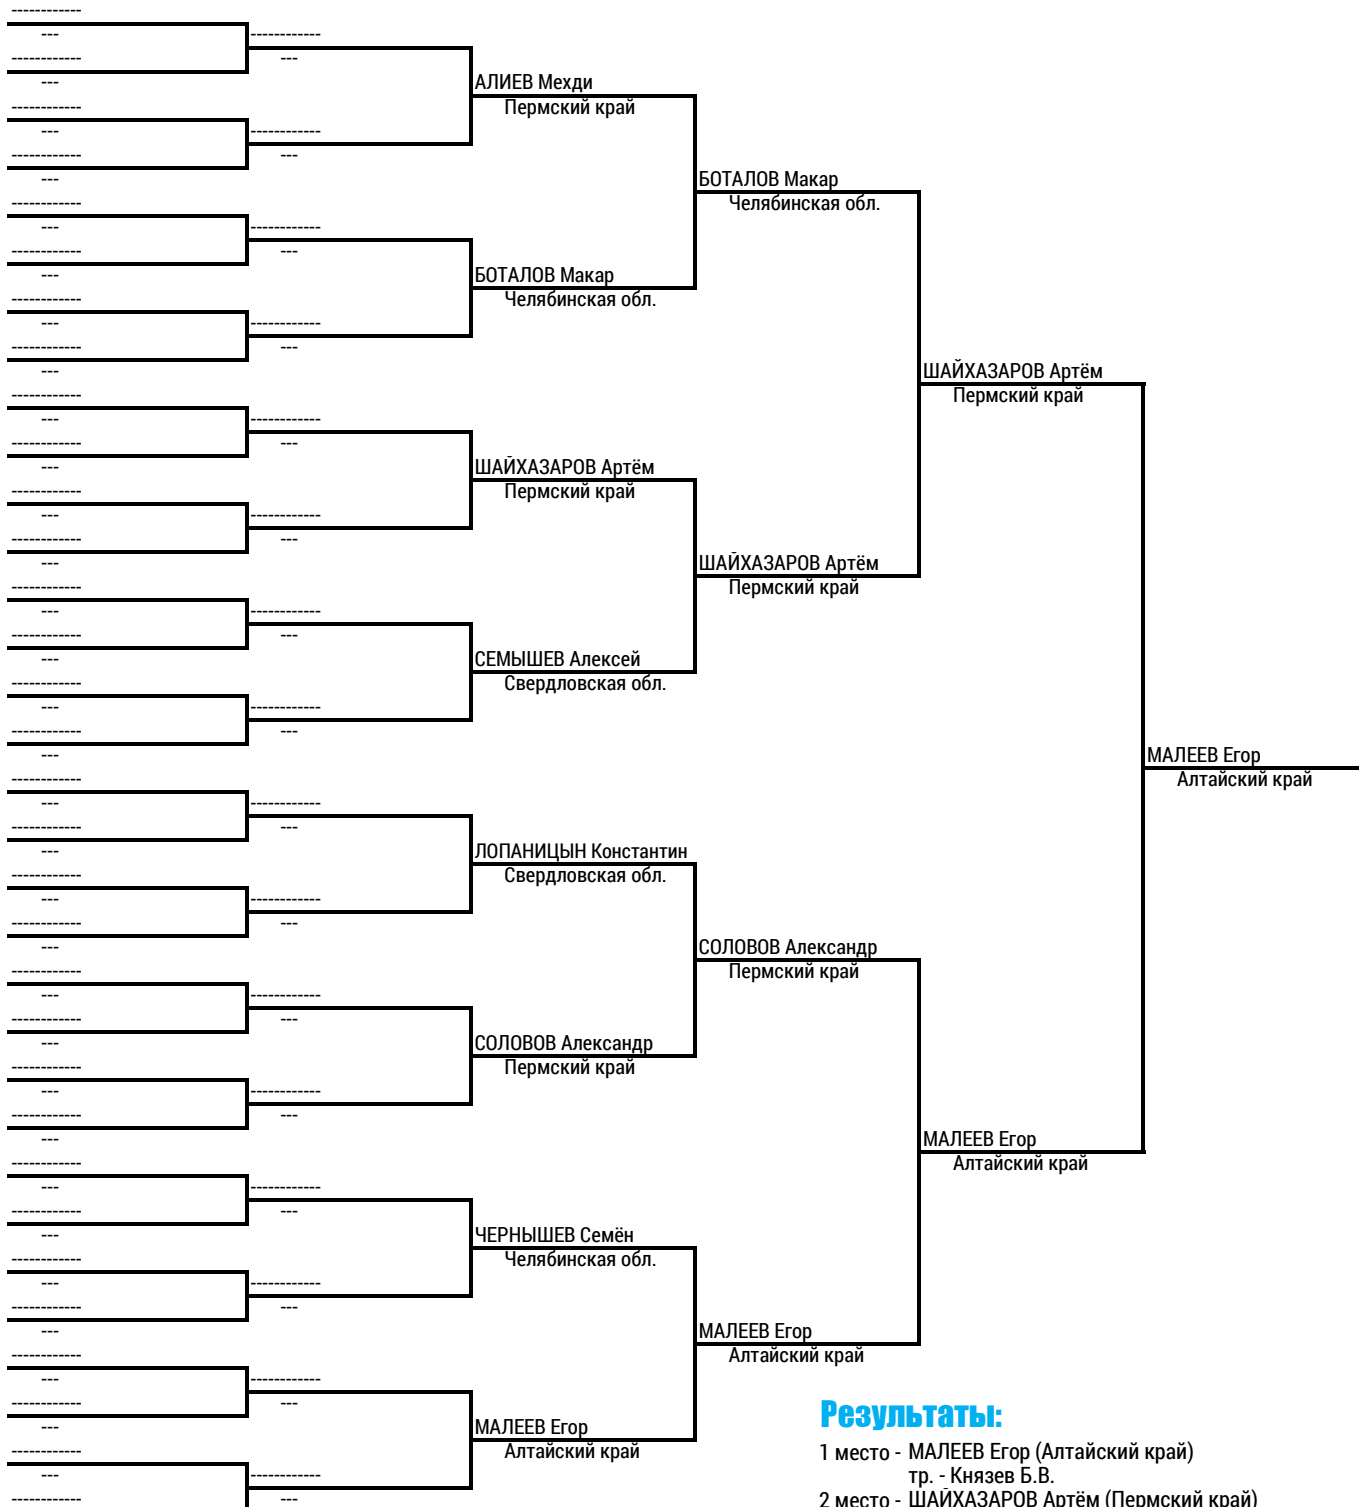 АЛИЕВ Мехди
Пермский край
БОТАЛОВ Макар
Челябинская обл.
БОТАЛОВ Макар
Челябинская обл.
ШАЙХАЗАРОВ Артём
Пермский край
ШАЙХАЗАРОВ Артём
Пермский край
ШАЙХАЗАРОВ Артём
Пермский край
СЕМЫШЕВ Алексей
Свердловская обл.
МАЛЕЕВ Егор
Алтайский край
ЛОПАНИЦЫН Константин
Свердловская обл.
СОЛОВОВ Александр
Пермский край
СОЛОВОВ Александр
Пермский край
МАЛЕЕВ Егор
Алтайский край
ЧЕРНЫШЕВ Семён
Челябинская обл.
МАЛЕЕВ Егор
Алтайский край
МАЛЕЕВ Егор
Алтайский край
Результаты:
1 место - МАЛЕЕВ Егор (Алтайский край)
тр. - Князев Б.В.
2 место - ШАЙХАЗАРОВ Артём (Пермский край)